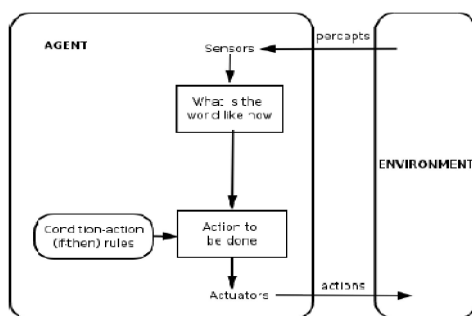 AGENT
percepts
Sensors
What is the
world like now
ENVIRONMENT
Condition-action
(if-then) rules
Action to
be done
Actuators
actions